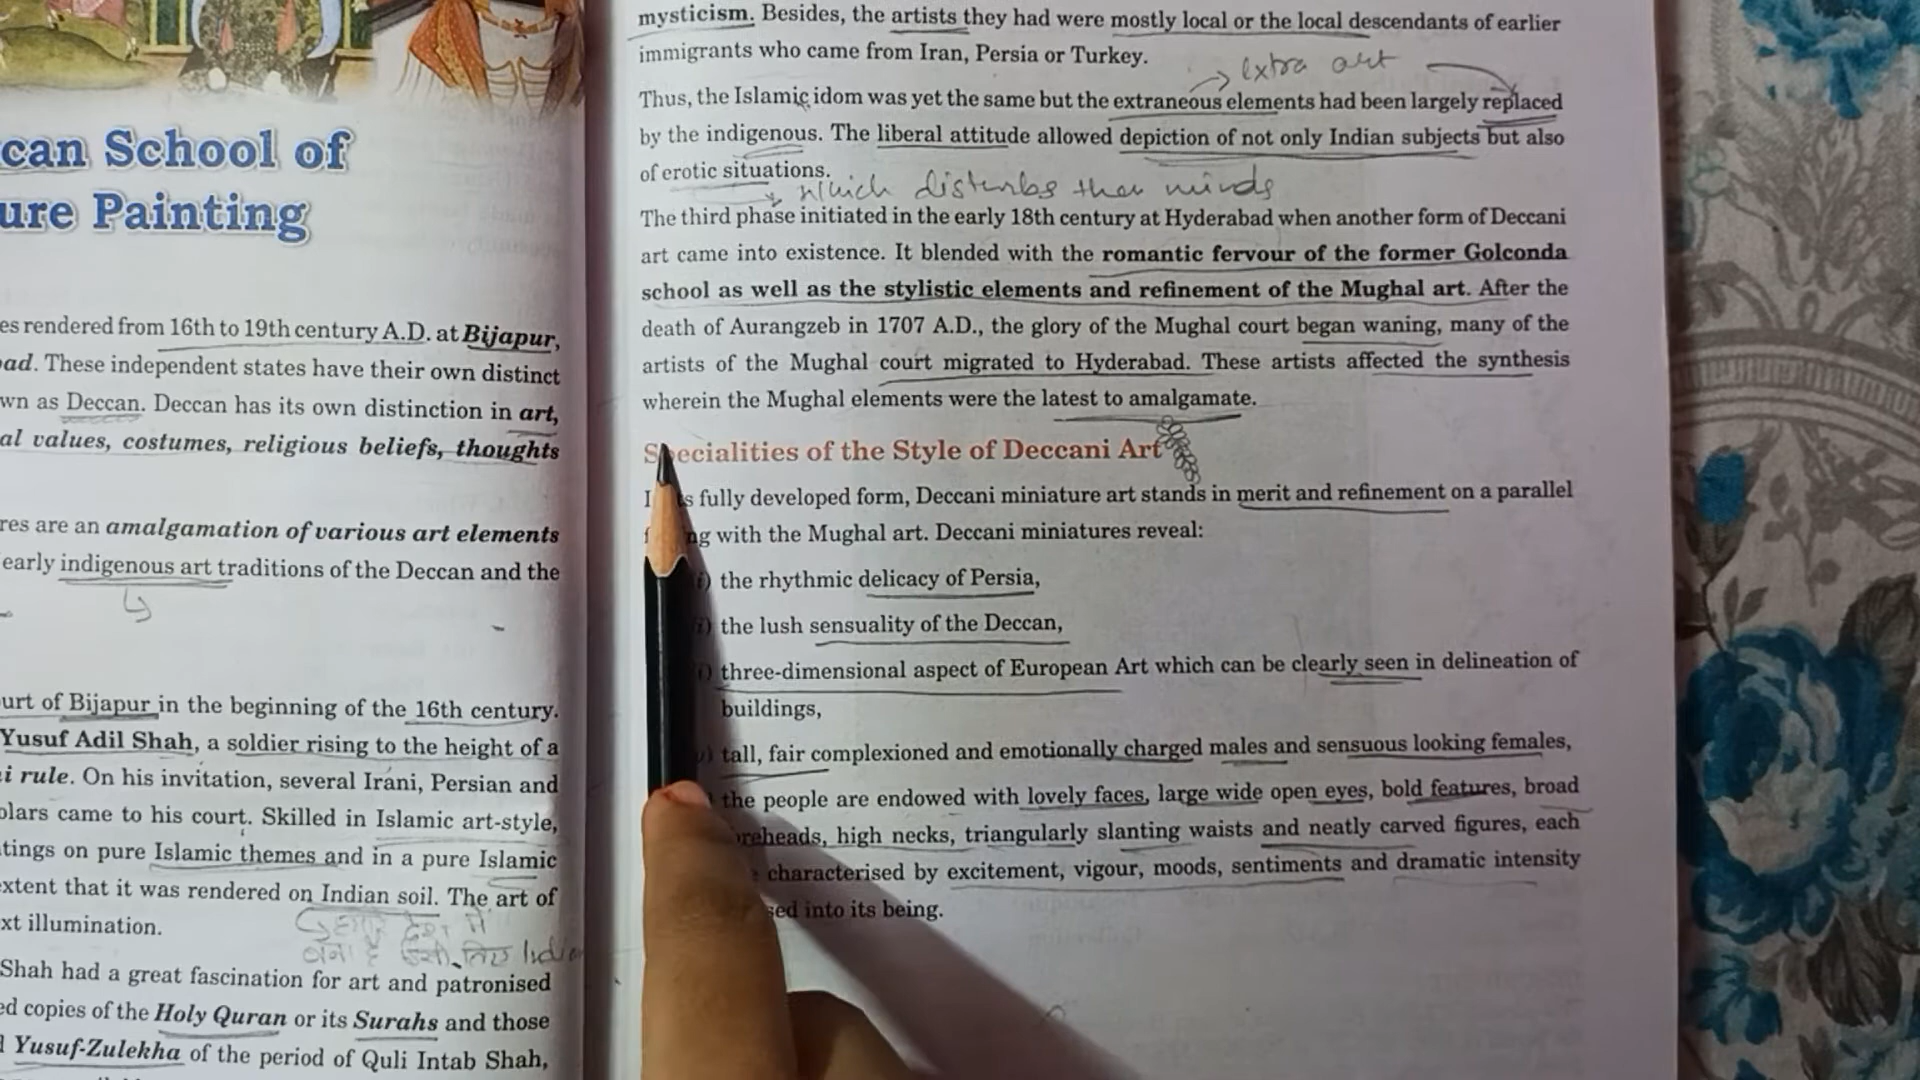 can School of
ure Painting
es rendered from 16th to 19th century A.D. at Bijapur,
ad. These independent states have their own distinct
wn as Deccan. Deccan has its own distinction in art,
al values, costumes, religious beliefs, thoughts
res are an amalgamation of various art elements
early indigenous art traditions of the Deccan and the
urt of Bijapur in the beginning of the 16th century.
Yusuf Adil Shah, a soldier rising to the height of a
i rule. On his invitation, several Irani, Persian and
olars came to his court. Skilled in Islamic art-style,
tings on pure Islamic themes and in a pure Islamic
extent that it was rendered on Indian soil. The art of
xt illumination.
Shah had a great fascination for art and patronised
ed copies of the Holy Quran or its Surahs and those
Yusuf-Zulekha of the period of Quli Intab Shah,
mysticism. Besides, the artists they had were mostly local or the local descendants of earlier
immigrants who came from Iran, Persia or Turkey.
extra art
Thus, the Islamic idom was yet the same but the extraneous elements had been largely replaced
by the indigenous. The liberal attitude allowed depiction of not only Indian subjects but also
of erotic situations.
which disturbs
minds
The third phase initiated in the early 18th century at Hyderabad when another form of Deccani
art came into existence. It blended with the romantic fervour of the former Golconda
school as well as the stylistic elements and refinement of the Mughal art. After the
death of Aurangzeb in 1707 A.D., the glory of the Mughal court began waning, many of the
artists of the Mughal court migrated to Hyderabad. These artists affected the synthesis
wherein the Mughal elements were the latest to amalgamate.
Specialities of the Style of Deccani Art
I ts fully developed form, Deccani miniature art stands in merit and refinement on a parallel
ng with the Mughal art. Deccani miniatures reveal:
i) the rhythmic delicacy of Persia,
i) the lush sensuality of the Deccan,
i) three-dimensional aspect of European Art which can be clearly seen in delineation of
buildings,
) tall, fair complexioned and emotionally charged males and sensuous looking females,
the people are endowed with lovely faces, large wide open eyes, bold features, broad
reheads, high necks, triangularly slanting waists and neatly carved figures, each
characterised by excitement, vigour, moods, sentiments and dramatic intensity
sed into its being.